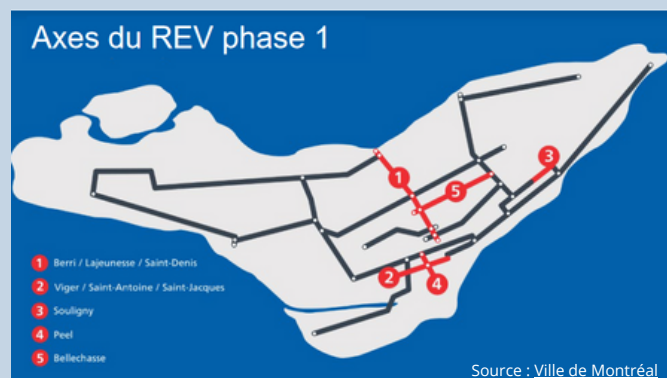 Axes du REV phase 1
1
5
3
2
4
1 Berri / Lajeunesse / Saint-Denis
2 Viger / Saint-Antoine / Saint-Jacques
3 Souligny
4 Peel
5 Bellechasse
Source : Ville de Montréal